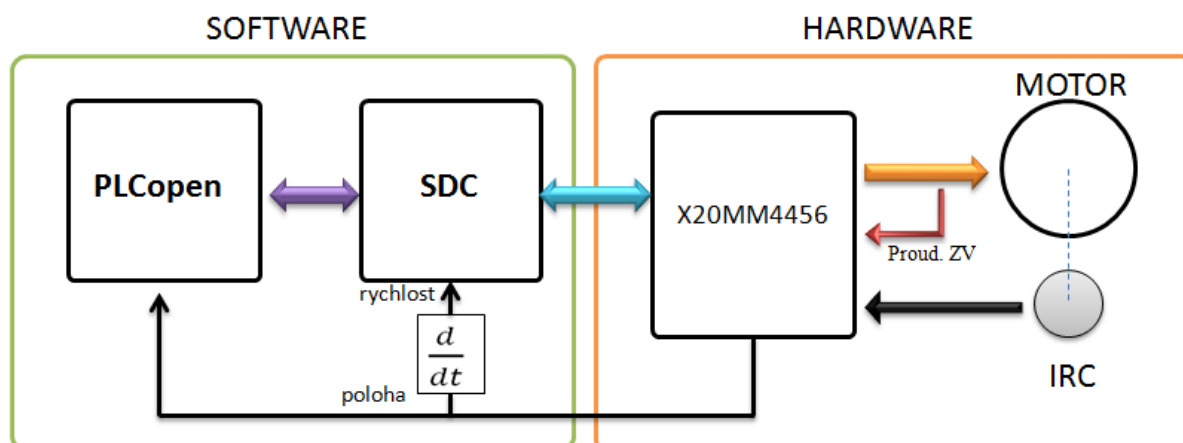 SOFTWARE
HARDWARE
MOTOR
PLCopen
SDC
X20MM4456
Proud. ZV
rychlost
d
dt
poloha
IRC